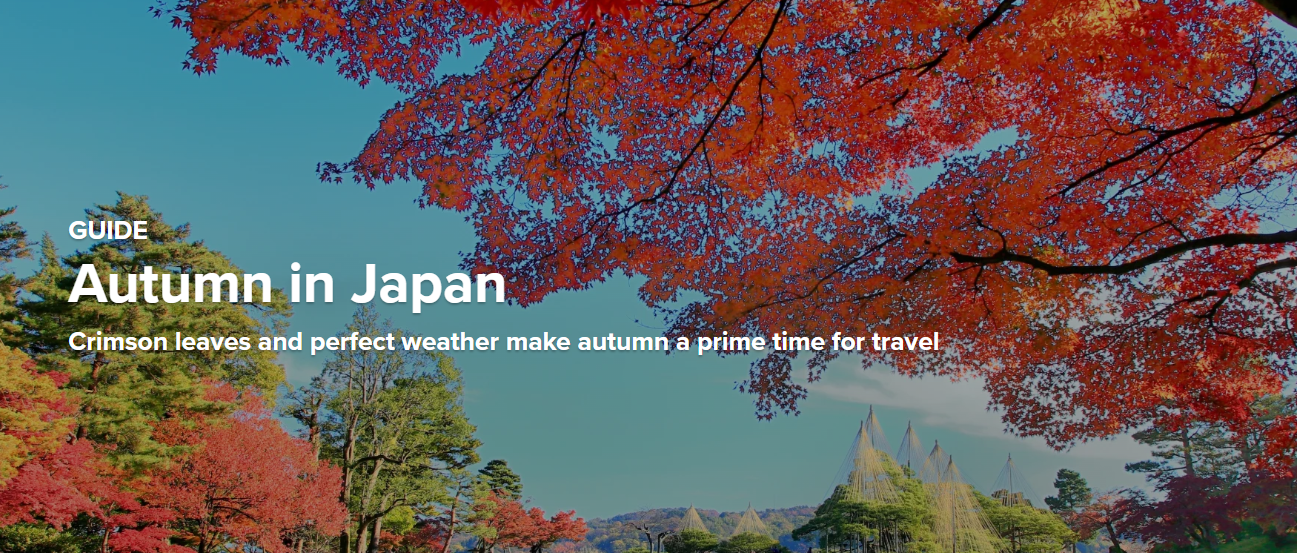 GUIDE
Autumn in Japan
Crimson leaves and perfect weather make autumn a prime time for travel